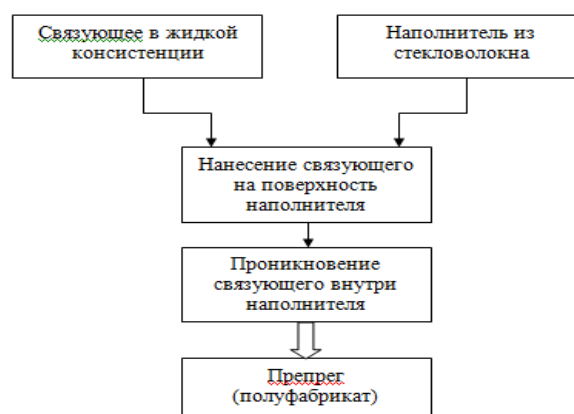 Связующее в жидкой
консистенции
Наполнитель из
стекловолокна
Нанесение связующего
на поверхность
наполнителя
Проникновение
связующего внутри
наполнителя
Препрег
(полуфабрикат)